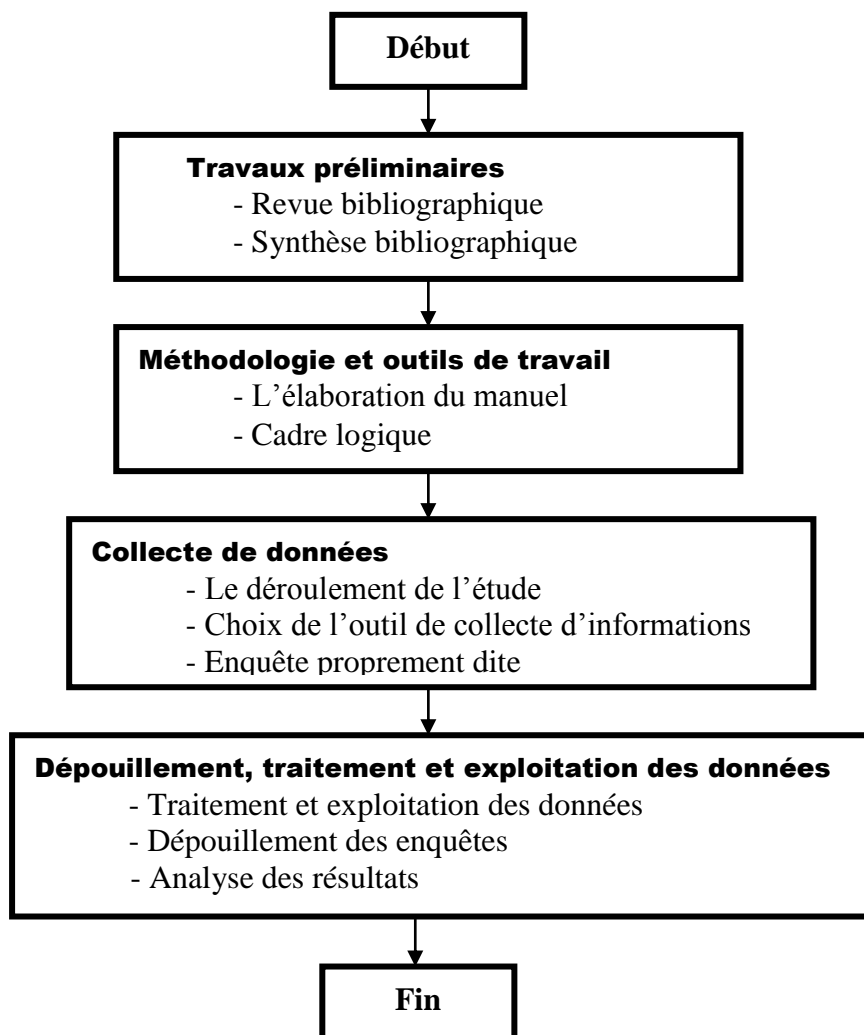 Début
Travaux préliminaires
- Revue bibliographique
- Synthèse bibliographique
Méthodologie et outils de travail
- L’élaboration du manuel
- Cadre logique
Collecte de données
- Le déroulement de l’étude
- Choix de l’outil de collecte d’informations
- Enquête proprement dite
Dépouillement, traitement et exploitation des données
- Traitement et exploitation des données
- Dépouillement des enquêtes
- Analyse des résultats
Fin